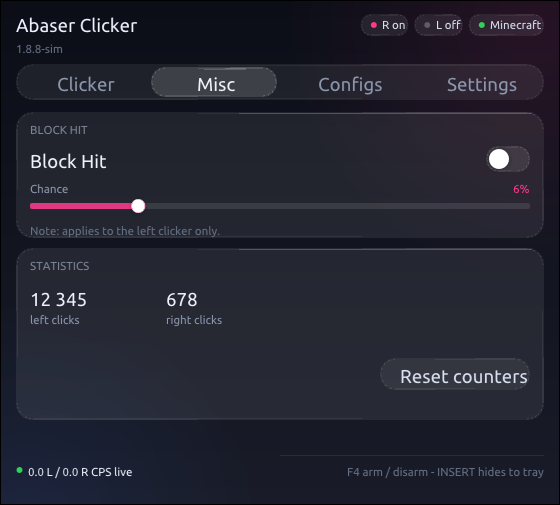 Abaser Clicker
R on
L off
Minecraft
1.8.8-sim
Clicker
Misc
Configs
Settings
BLOCK HIT
Block Hit
Chance
6%
Note: applies to the left clicker only.
STATISTICS
12 345
678
left clicks
right clicks
Reset counters
0.0 L / 0.0 R CPS live
F4 arm / disarm - INSERT hides to tray